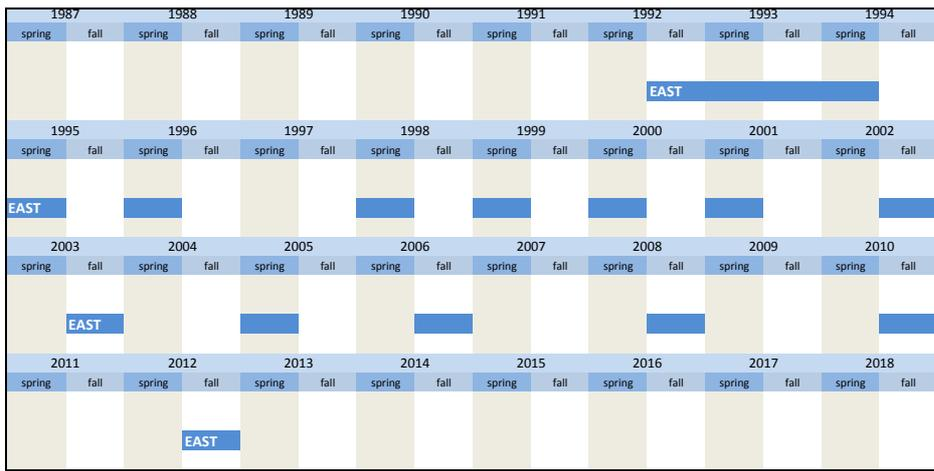 1987 1988 1989 1990 1991 1992 1993 1994
spring fall spring fall spring fall spring fall spring fall spring fall spring fall spring fall
EAST
1995 1996 1997 1998 1999 2000 2001 2002
spring fall spring fall spring fall spring fall spring fall spring fall spring fall spring fall
EAST
2003 2004 2005 2006 2007 2008 2009 2010
spring fall spring fall spring fall spring fall spring fall spring fall spring fall spring fall
EAST
2011 2012 2013 2014 2015 2016 2017 2018
spring fall spring fall spring fall spring fall spring fall spring fall spring fall spring fall
EAST